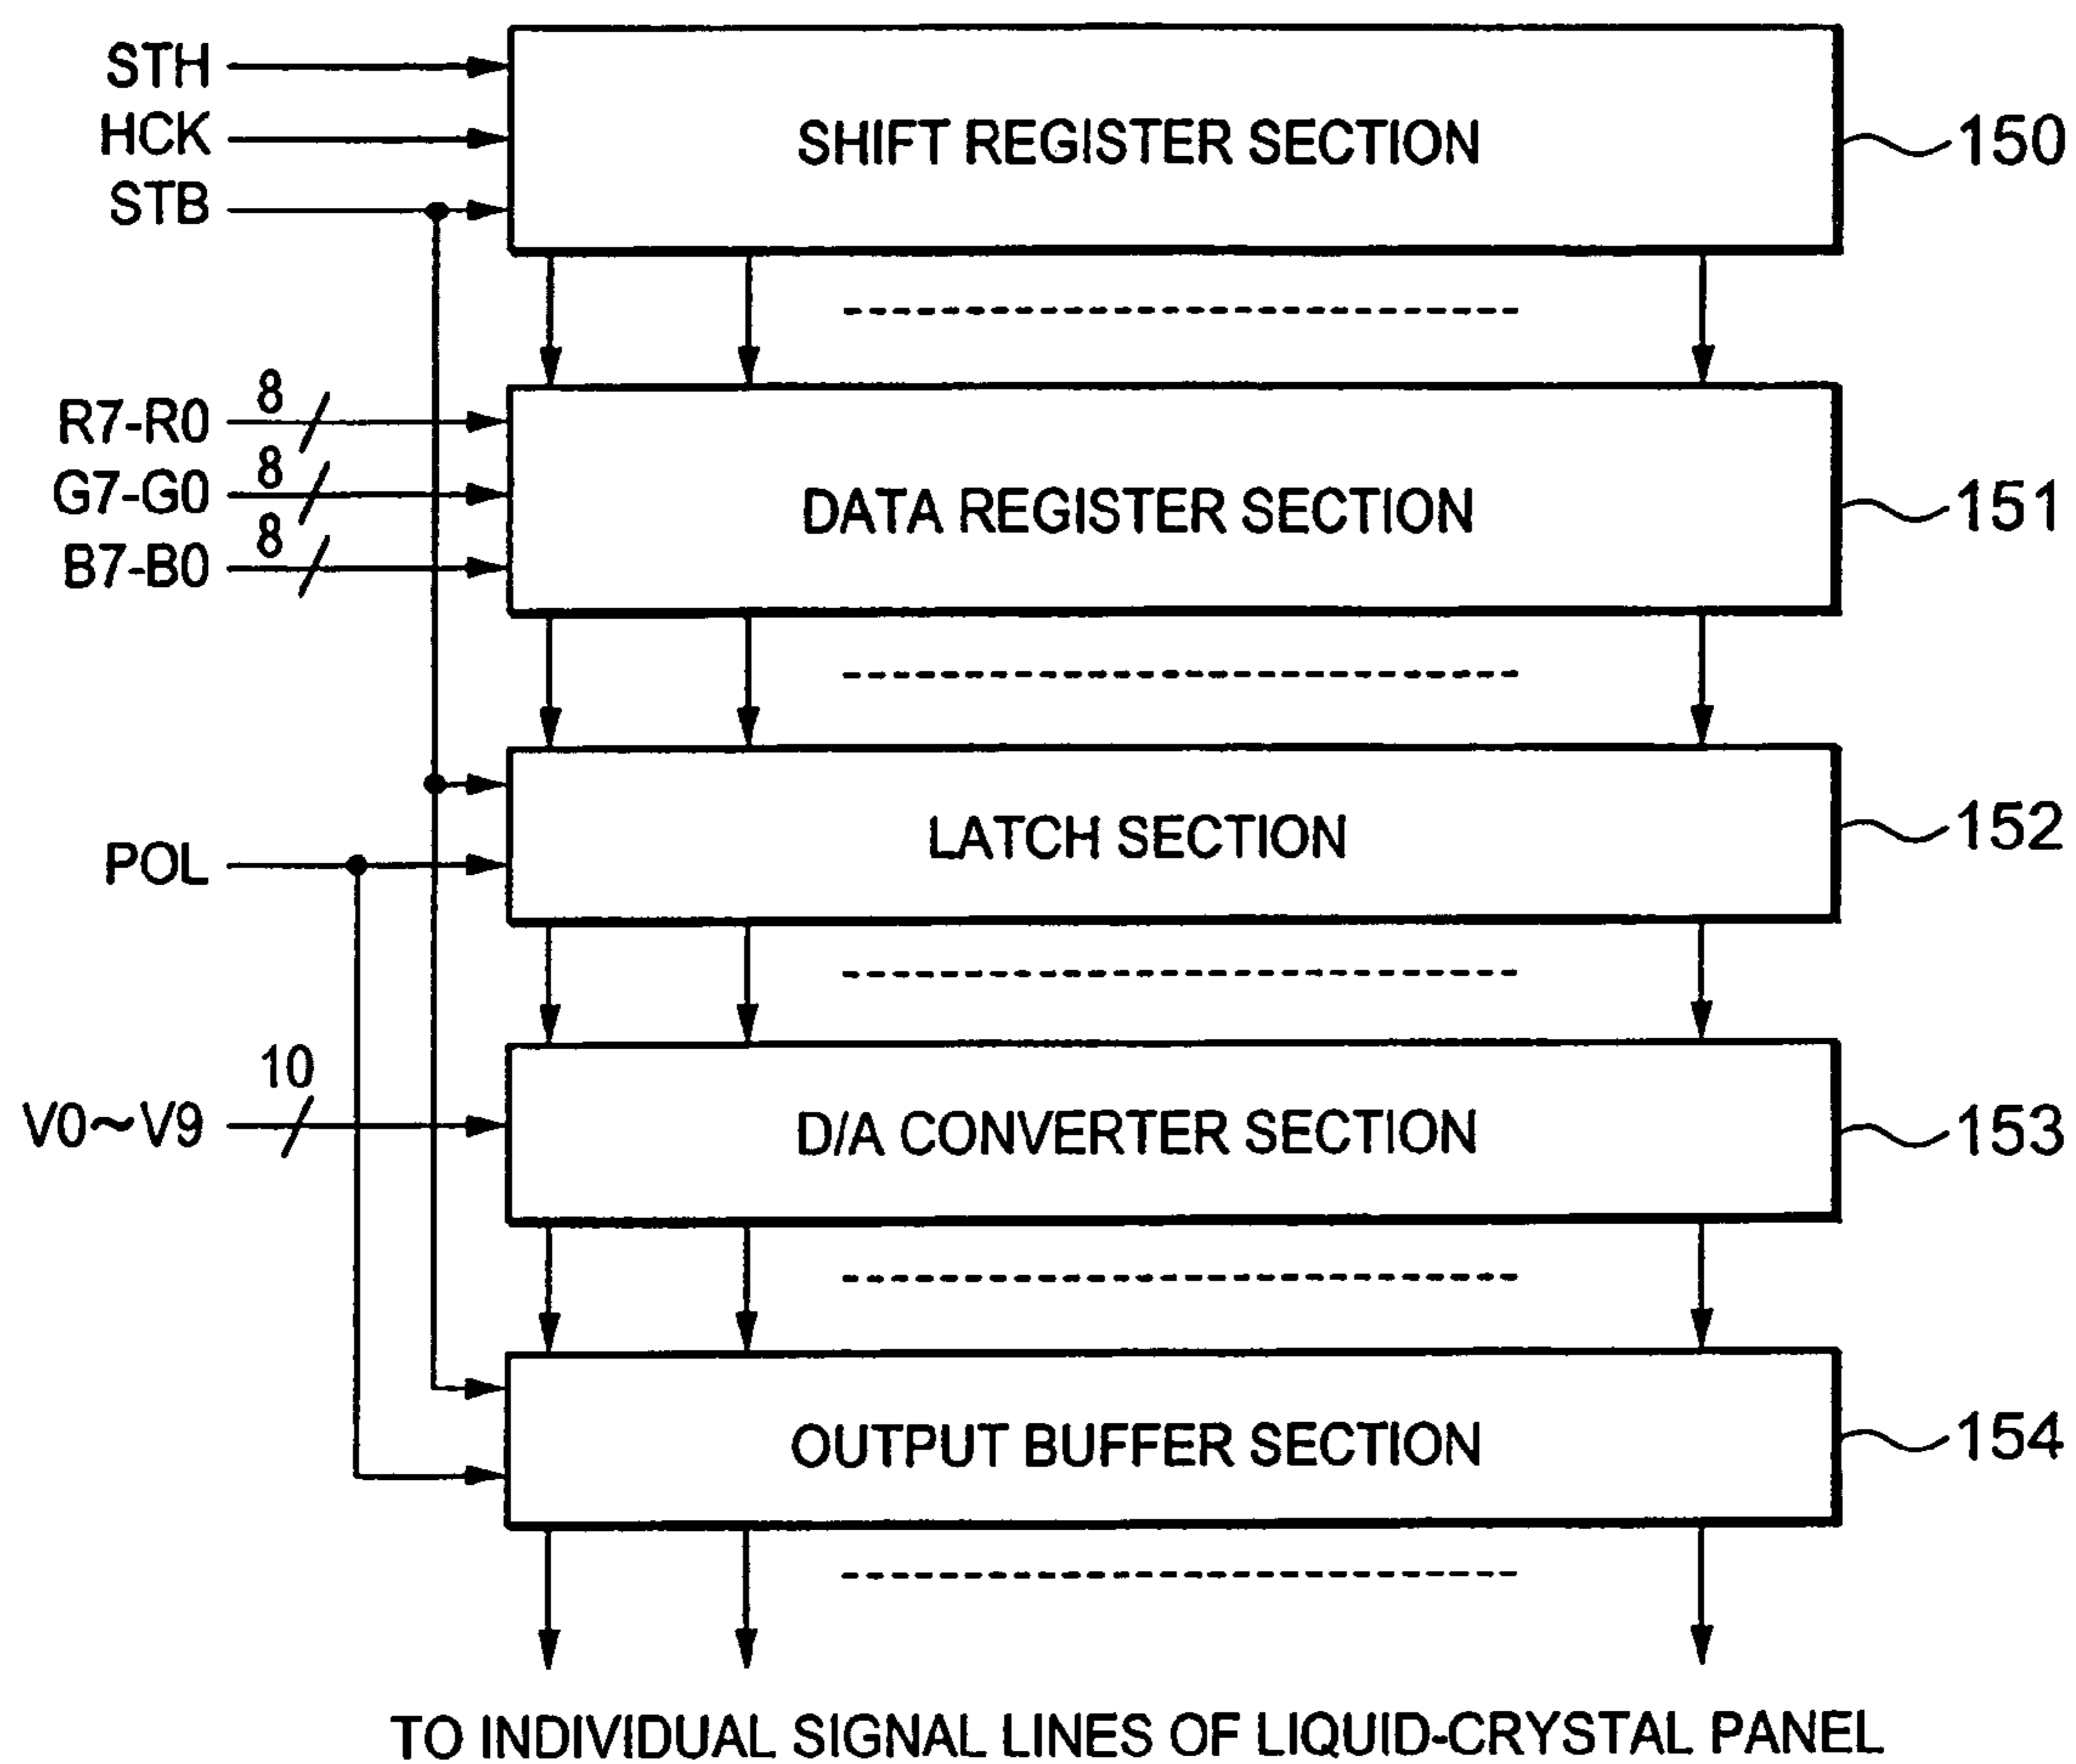 STH
HCK
STB
SHIFT REGISTER SECTION
150
R7-R0
8
G7-G0
8
B7-B0
8
DATA REGISTER SECTION
151
POL
LATCH SECTION
152
V0~V9
10
D/A CONVERTER SECTION
153
OUTPUT BUFFER SECTION
154
TO INDIVIDUAL SIGNAL LINES OF LIQUID-CRYSTAL PANEL